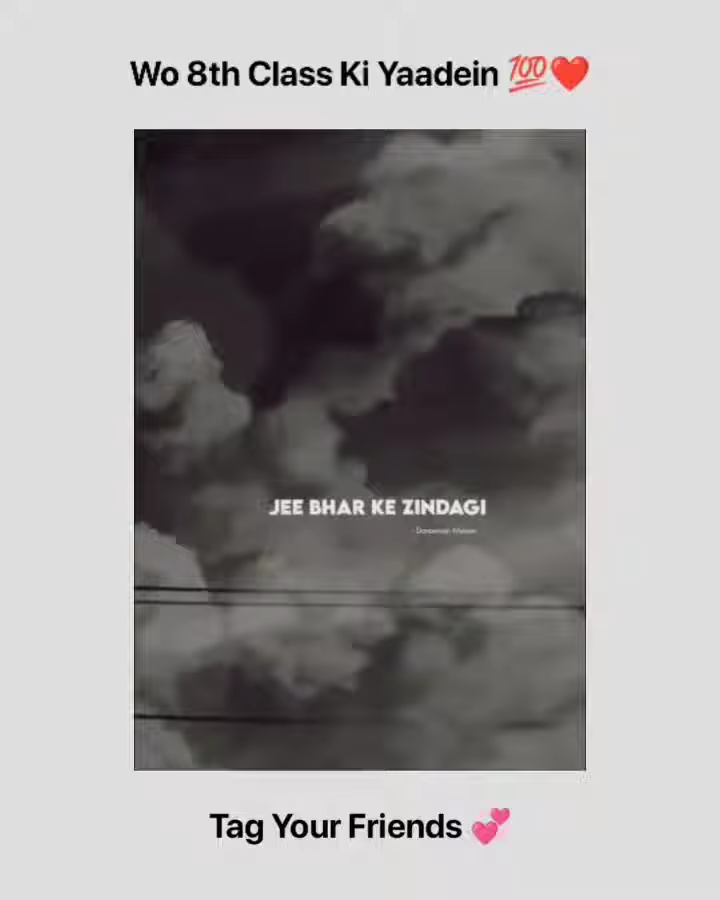 Wo 8th Class Ki Yaadein 💯❤️
JEE BHAR KE ZINDAGI
Tag Your Friends 💕